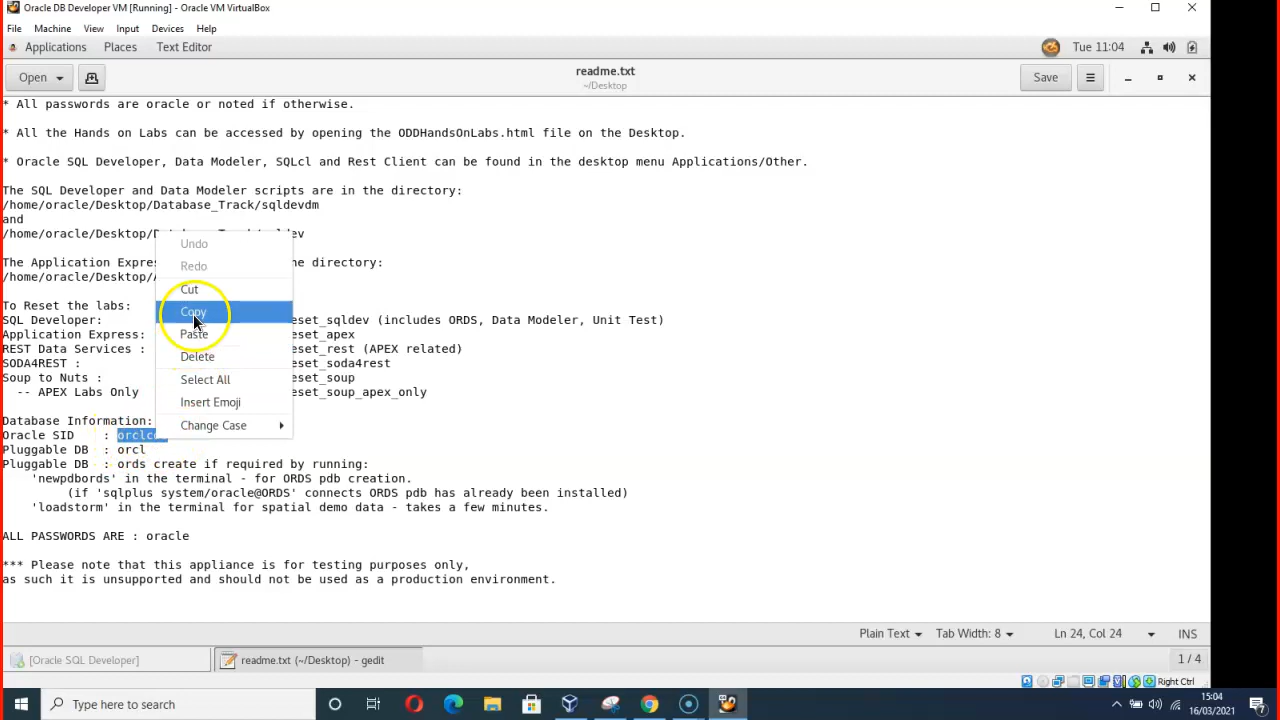 Oracle DB Developer VM [Running] - Oracle VM VirtualBox
File Machine View Input Devices Help
Applications Places Text Editor Tue 11:04
Open readme.txt Save
~/Desktop
* All passwords are oracle or noted if otherwise.
* All the Hands on Labs can be accessed by opening the ODDHandsOnLabs.html file on the Desktop.
* Oracle SQL Developer, Data Modeler, SQLcl and Rest Client can be found in the desktop menu Applications/Other.
The SQL Developer and Data Modeler scripts are in the directory:
/home/oracle/Desktop/Database_Track/sqldevdm
and
/home/oracle/Desktop/
The Application Expre he directory:
/home/oracle/Desktop/
Undo
Redo
Cut
Copy
Paste
Delete
Select All
Insert Emoji
Change Case
To Reset the labs:
SQL Developer: eset_sqldev (includes ORDS, Data Modeler, Unit Test)
Application Express: eset_apex
REST Data Services : eset_rest (APEX related)
SODA4REST : eset_soda4rest
Soup to Nuts : eset_soup
-- APEX Labs Only eset_soup_apex_only
Database Information:
Oracle SID : orclc
Pluggable DB : orcl
Pluggable DB : ords create if required by running:
'newpdbords' in the terminal - for ORDS pdb creation.
(if 'sqlplus system/oracle@ORDS' connects ORDS pdb has already been installed)
'loadstorm' in the terminal for spatial demo data - takes a few minutes.
ALL PASSWORDS ARE : oracle
*** Please note that this appliance is for testing purposes only,
as such it is unsupported and should not be used as a production environment.
Plain Text Tab Width: 8 Ln 24, Col 24 INS
[Oracle SQL Developer] readme.txt (~/Desktop) - gedit 1 / 4
Right Ctrl
Type here to search 15:04
16/03/2021